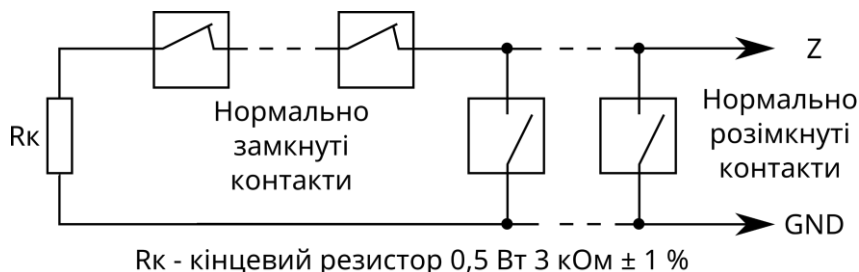 Z
Нормально
замкнуті
контакти
Нормально
розімкнуті
контакти
Rк
GND
Rк - кінцевий резистор 0,5 Вт 3 кОм ± 1 %